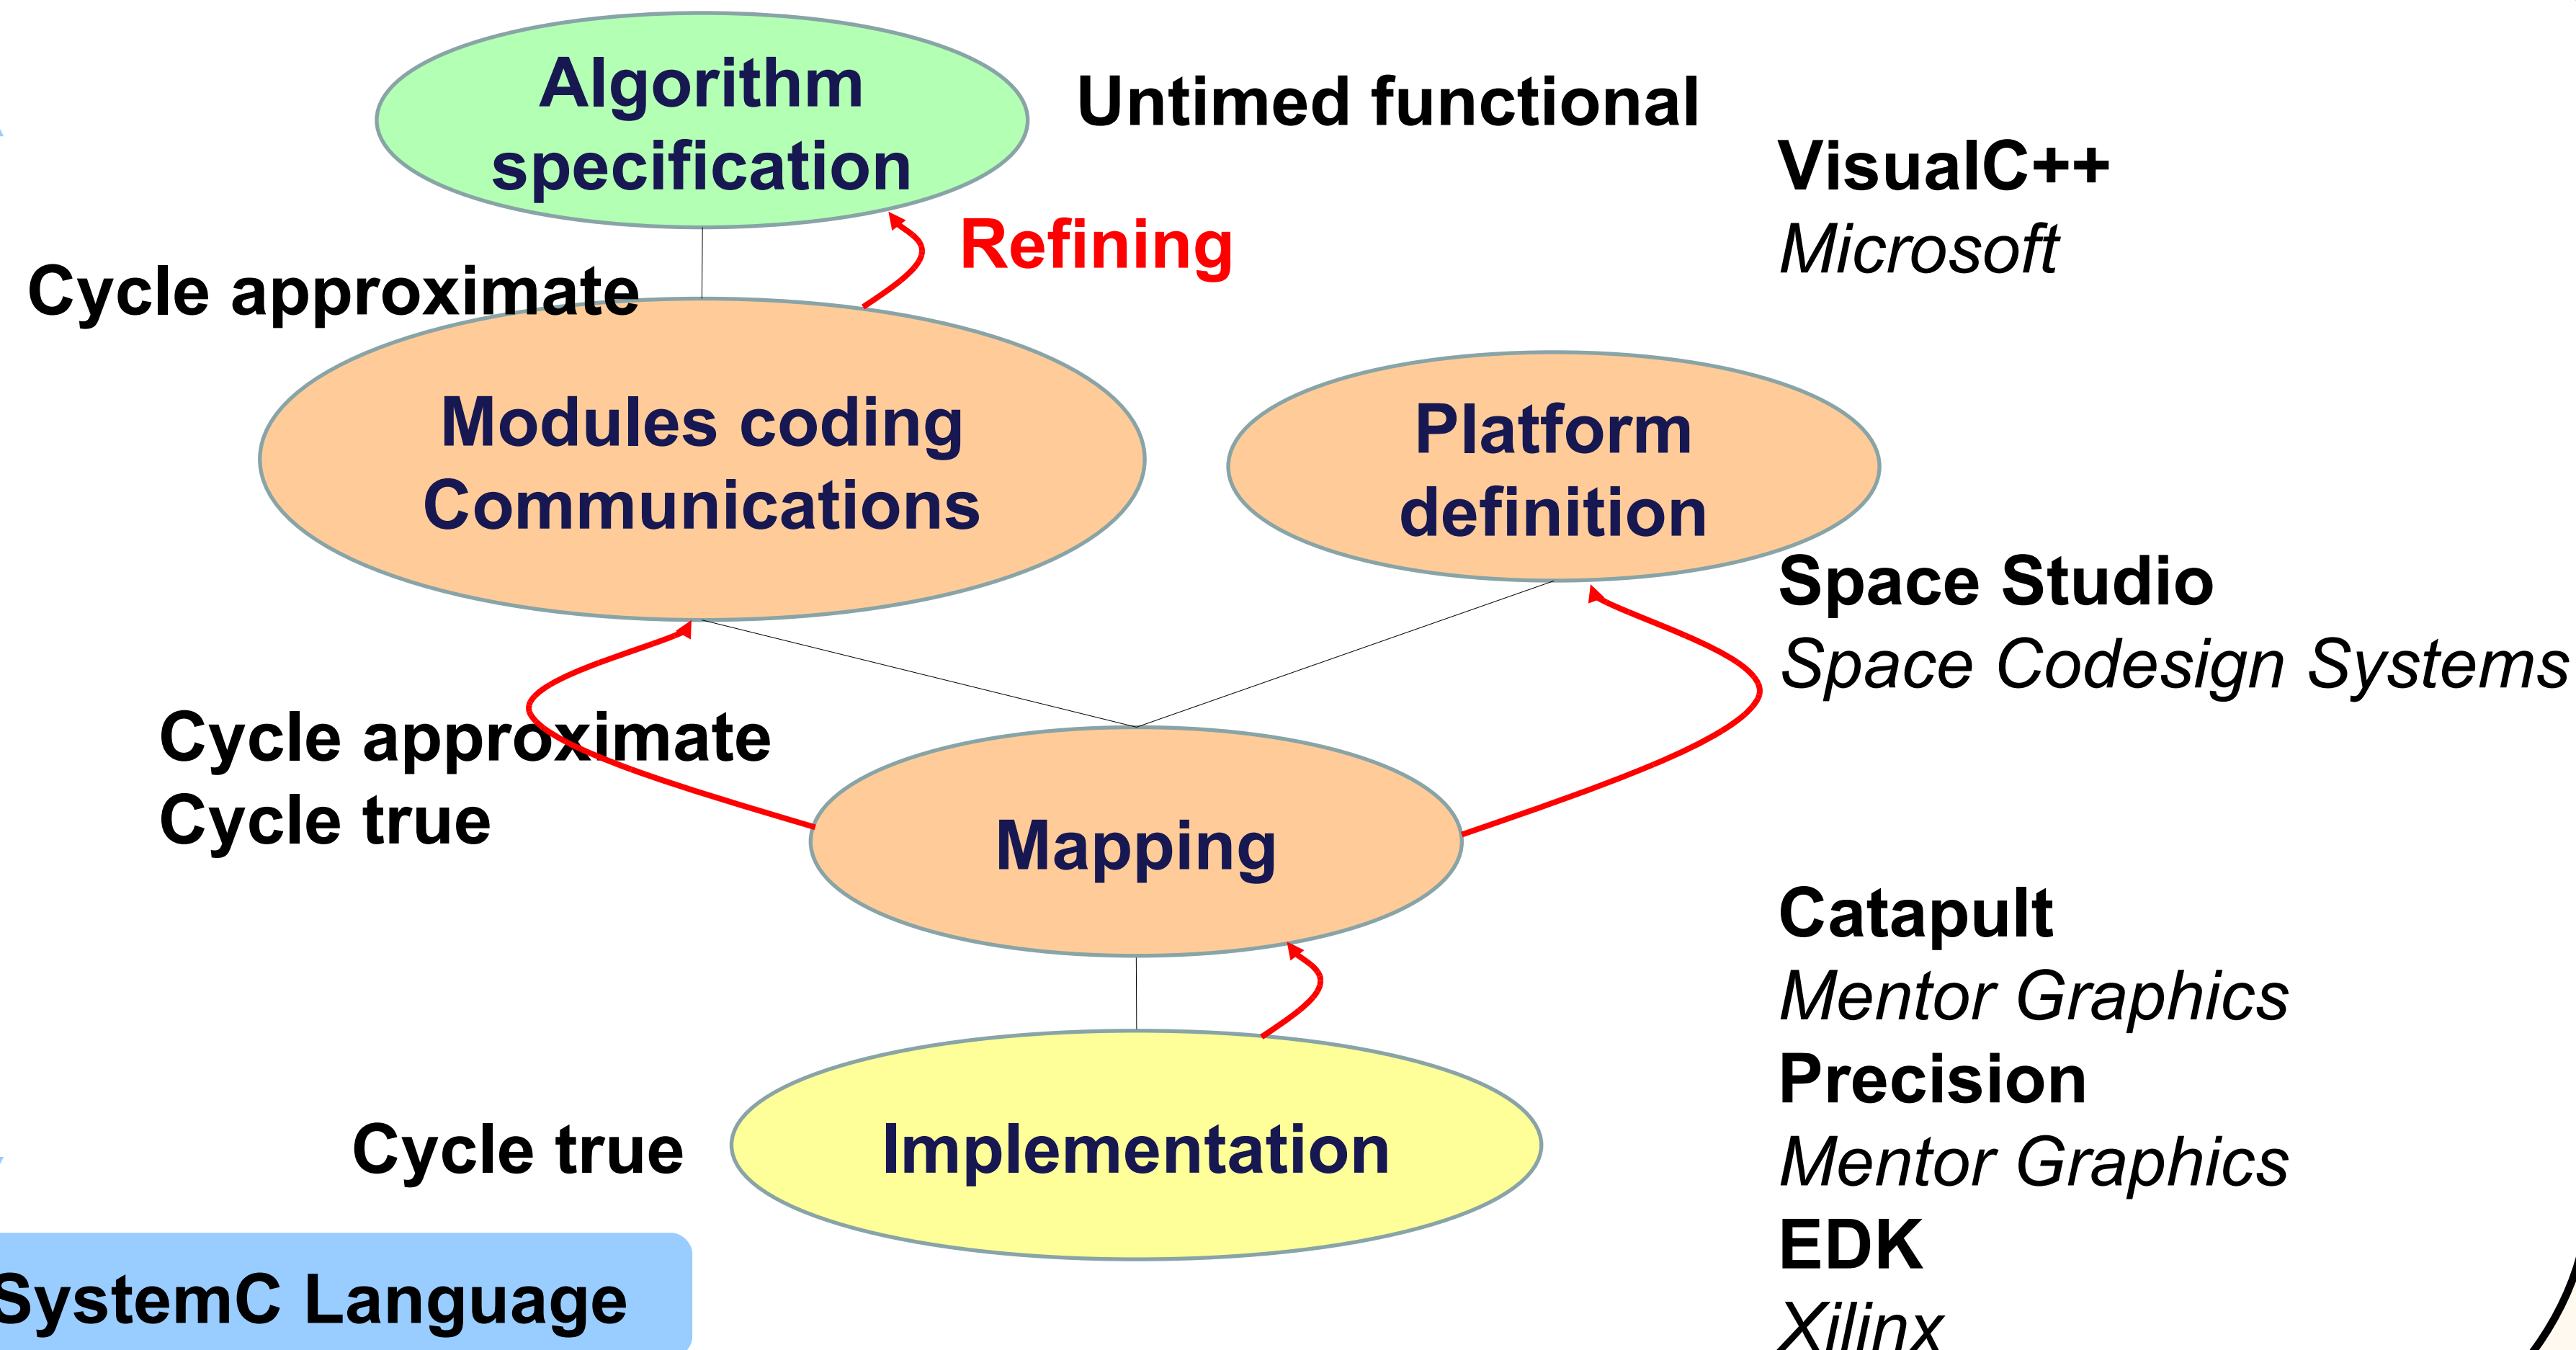 Algorithm
specification
Untimed functional
VisualC++
Microsoft
Refining
Cycle approximate
Modules coding
Communications
Platform
definition
Space Studio
Space Codesign Systems
Cycle approximate
Cycle true
Mapping
Catapult
Mentor Graphics
Precision
Mentor Graphics
Cycle true
Implementation
EDK
Xilinx
SystemC Language